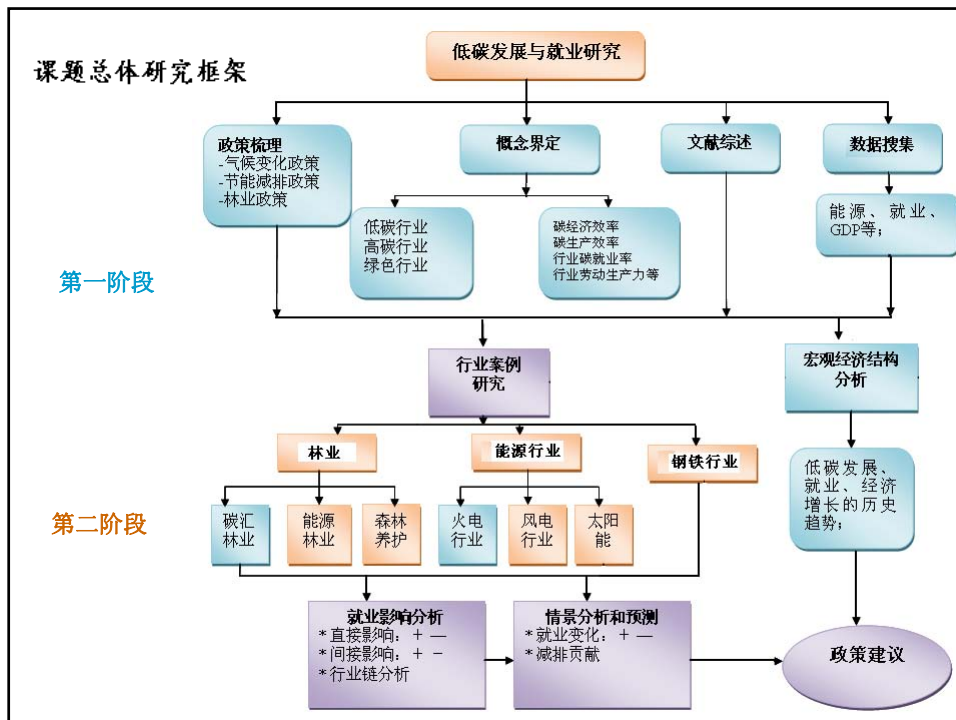 低碳发展与就业研究
课题总体研究框架
政策梳理
-气候变化政策
-节能减排政策
-林业政策
概念界定
文献综述
数据搜集
低碳行业
高碳行业
绿色行业
碳经济效率
碳生产效率
行业碳就业率
行业劳动生产力等
能源、就业、
GDP等;
第一阶段
行业案例
研究
宏观经济结构
分析
林业
能源行业
钢铁行业
碳汇
林业
能源
林业
森林
养护
火电
行业
风电
行业
太阳
能
低碳发展、
就业、经济
增长的历史
趋势;
第二阶段
就业影响分析
*直接影响: + —
*间接影响: + -
*行业链分析
情景分析和预测
*就业变化: + —
*减排贡献
政策建议